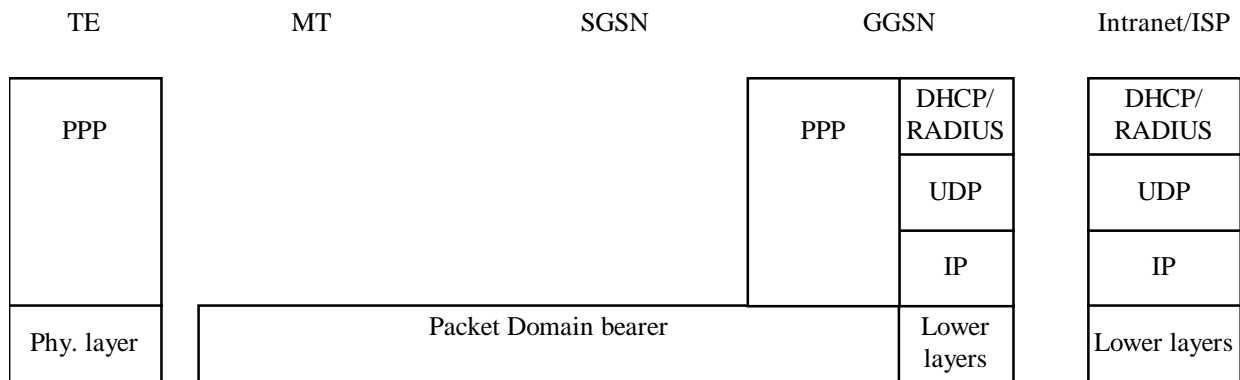 TE MT SGSN GGSN Intranet/ISP
PPP PPP DHCP/ DHCP/
RADIUS RADIUS
UDP UDP
IP IP
Phy. layer Packet Domain bearer Lower Lower layers
layers